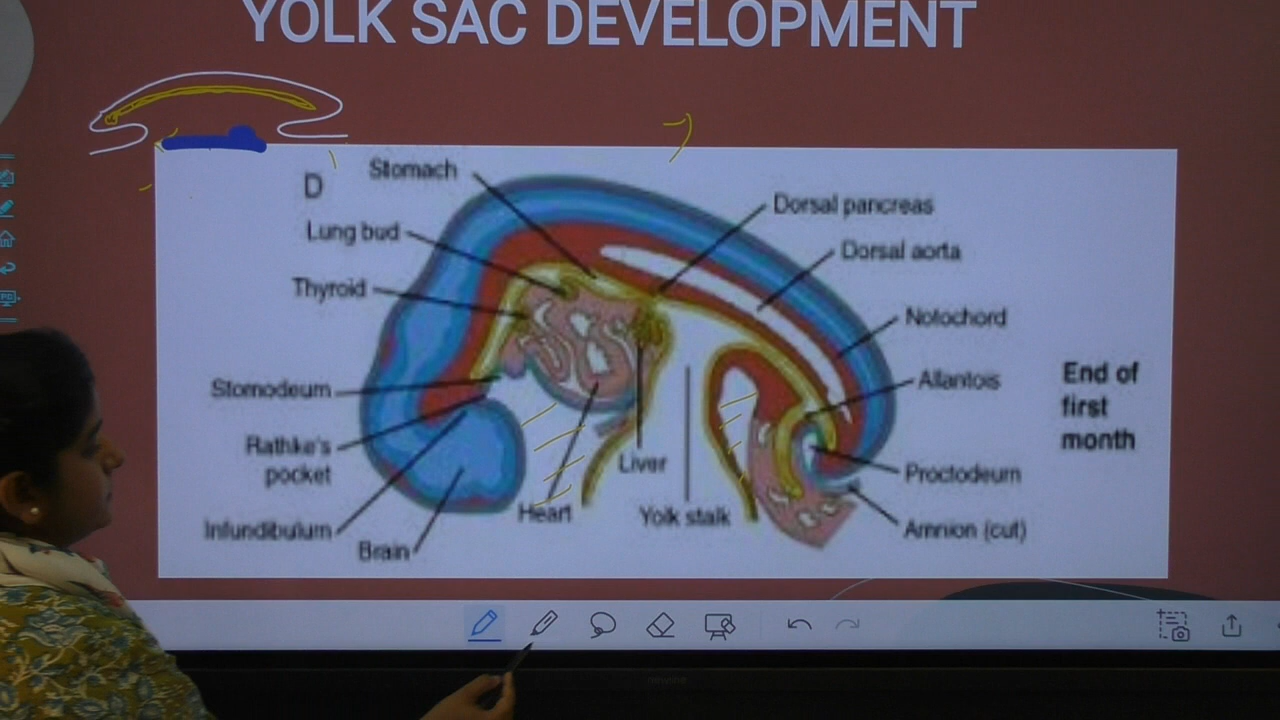 YOLK SAC DEVELOPMENT
D
Stomach
Lung bud
Thyroid
Stomodeum
Rathke's
pocket
Infundibulum
Brain
Heart
Liver
Yolk stalk
Dorsal pancreas
Dorsal aorta
Notochord
Allantois
Proctodeum
Amnion (cut)
End of
first
month